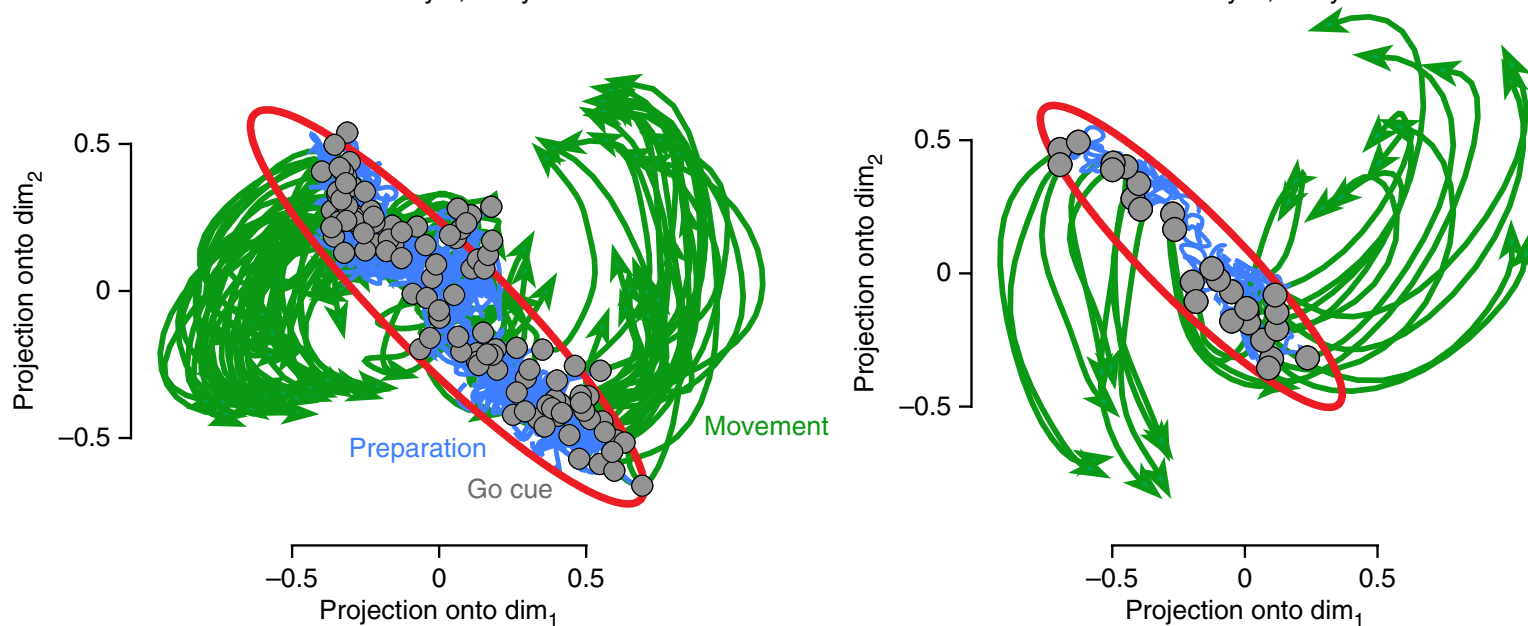 0.5
0
–0.5
Projection onto dim2
Preparation
Go cue
Movement
–0.5 0 0.5
Projection onto dim1
0.5
0
–0.5
Projection onto dim2
–0.5 0 0.5
Projection onto dim1